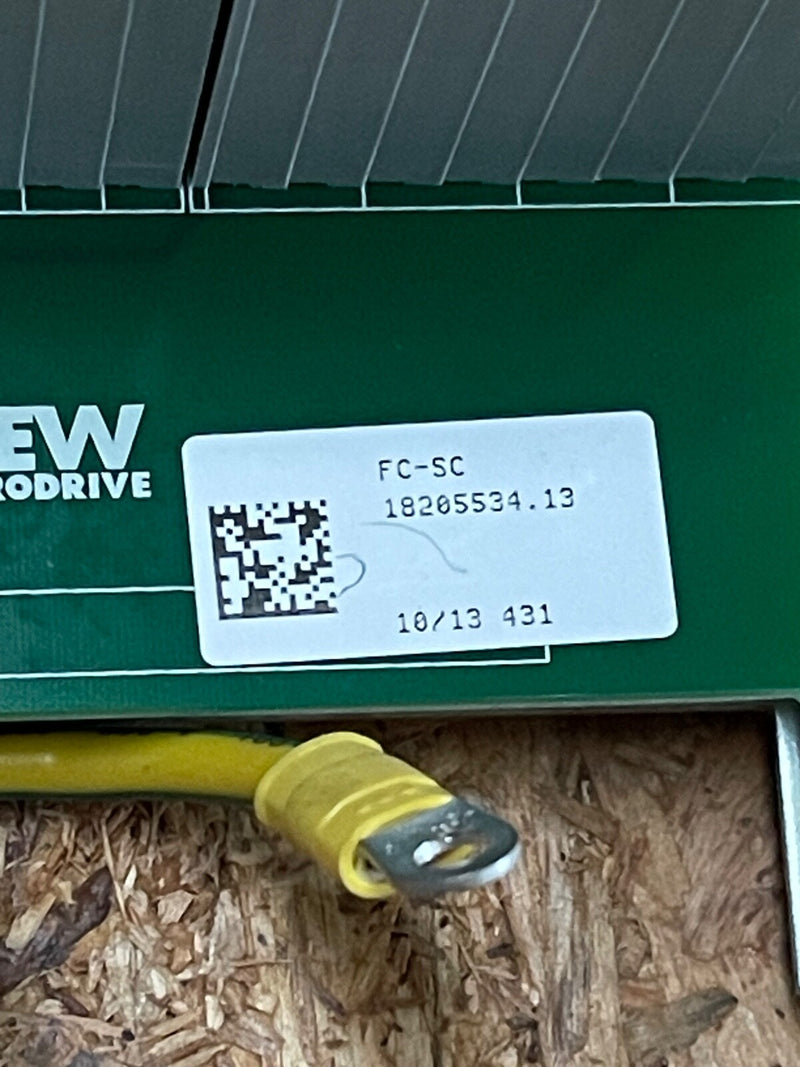 EW
RODRIVE
FC-SC
18205534.13
10/13 431